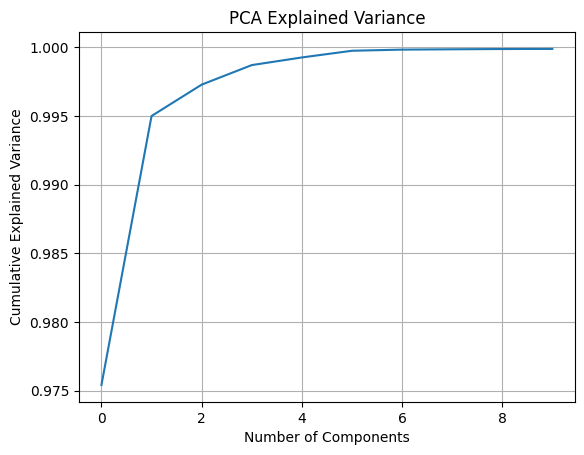 PCA Explained Variance
1.000
0.995
0.990
0.985
0.980
0.975
Cumulative Explained Variance
0 2 4 6 8
Number of Components